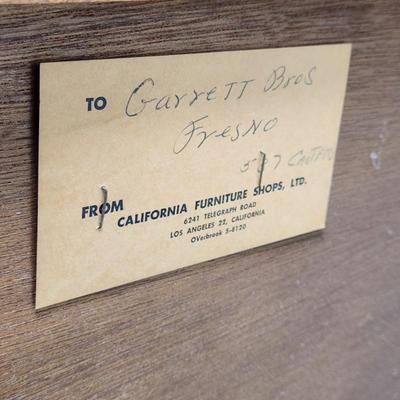 TO Garrett Bros
Fresno
FROM CALIFORNIA FURNITURE SHOPS, LTD.
6241 TELEGRAPH ROAD
LOS ANGELES 22, CALIFORNIA
OVerbrook 5-8120